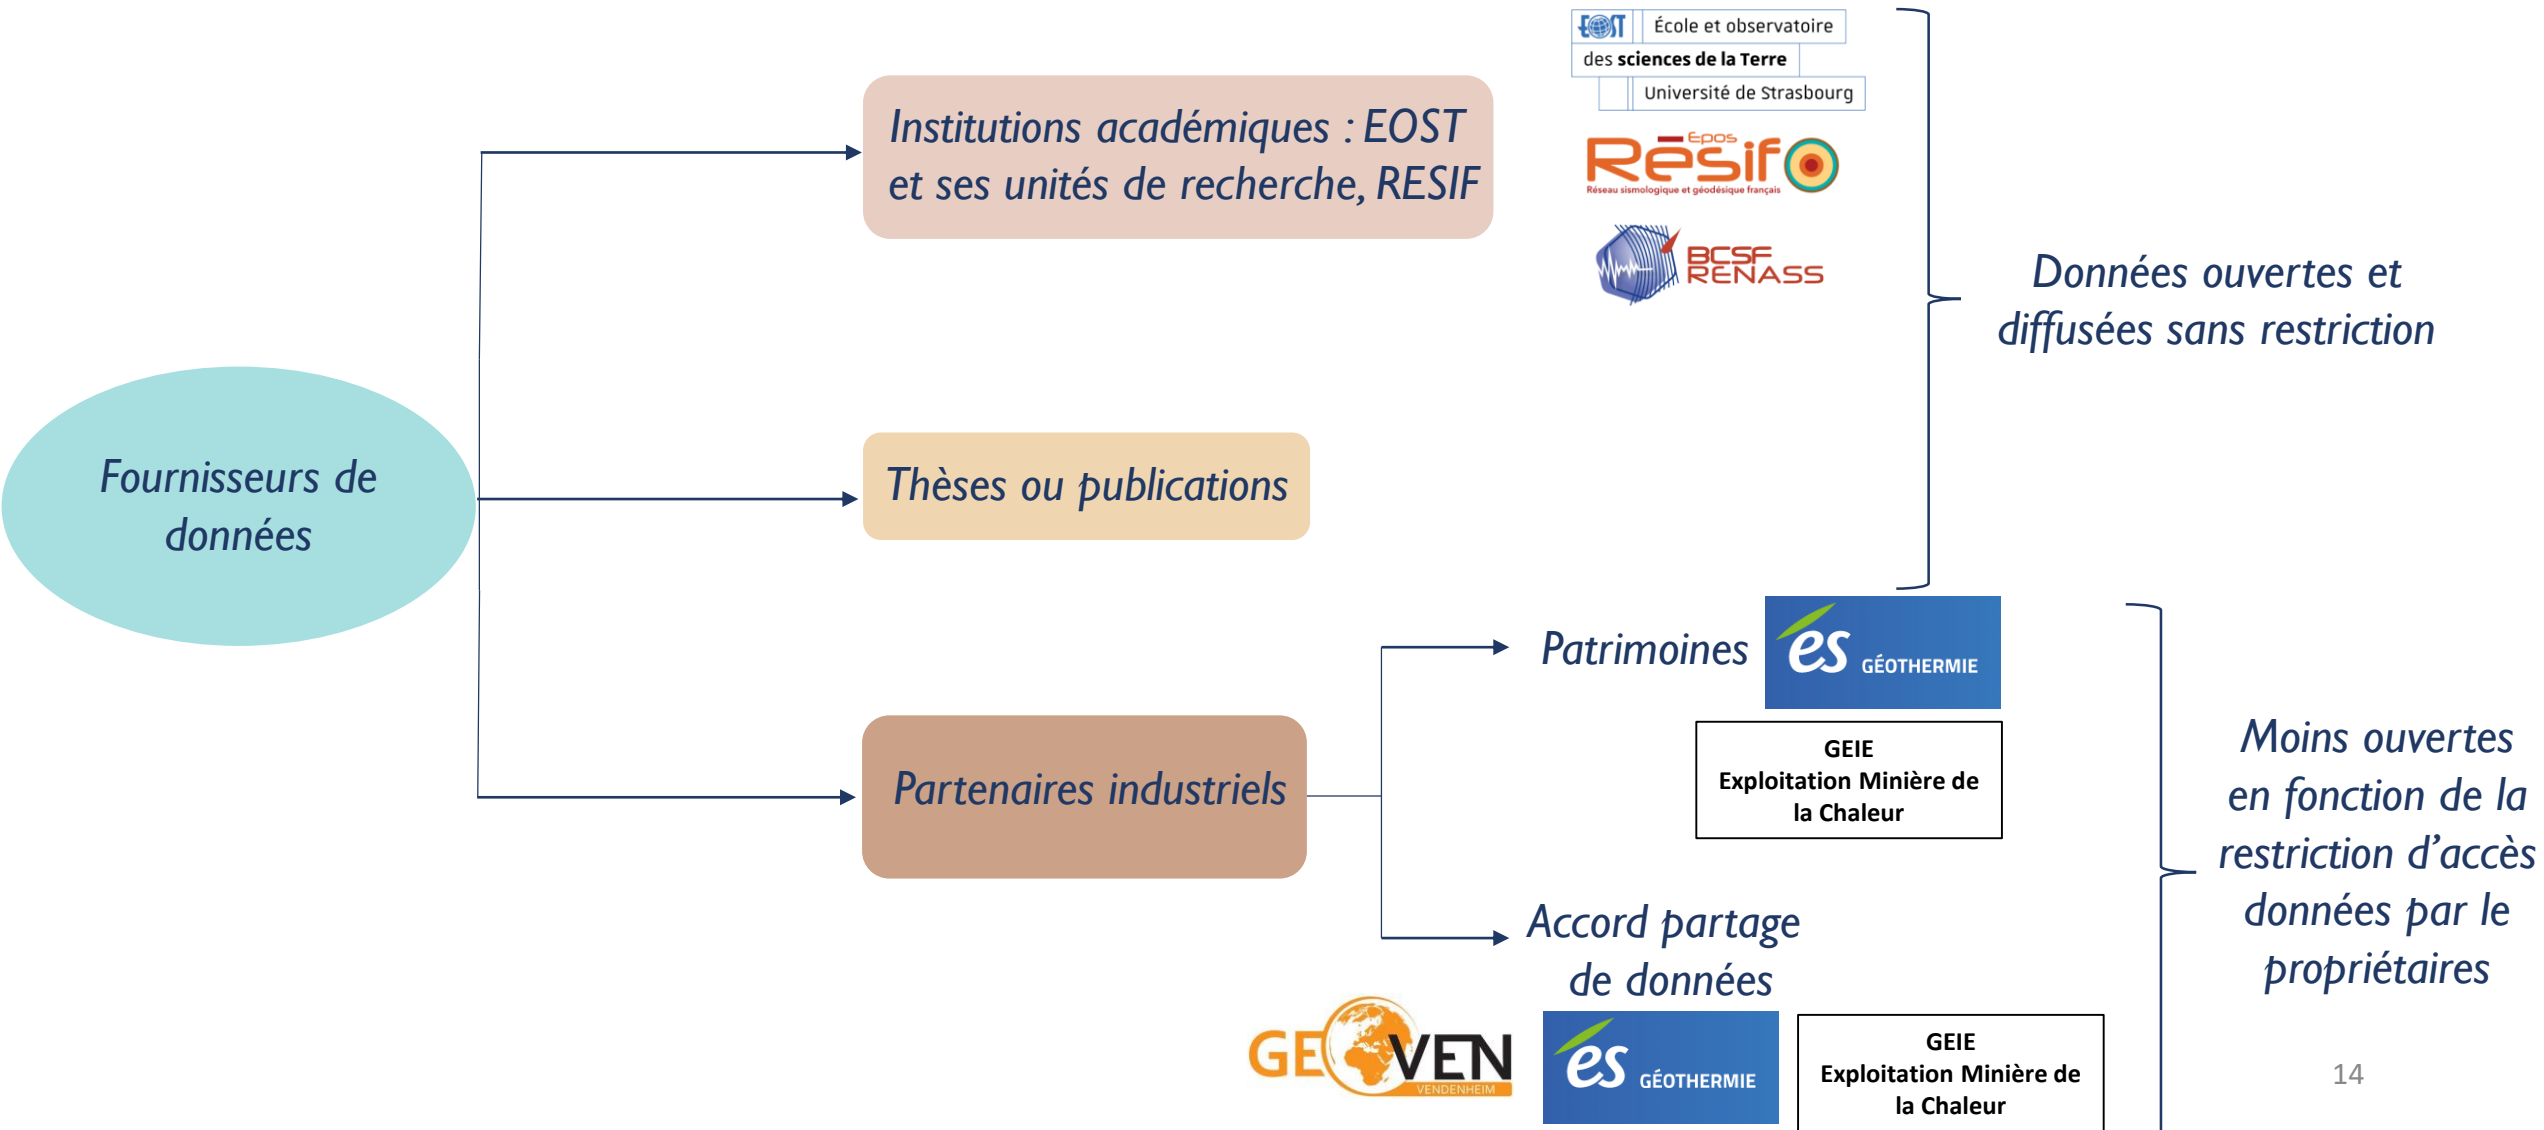 Fournisseurs de
données
Institutions académiques : EOST
et ses unités de recherche, RESIF
EOST École et observatoire
des sciences de la Terre
Université de Strasbourg
Epos
Résif
Réseau sismologique et géodésique français
BCSF
RENASS
Données ouvertes et
diffusées sans restriction
Thèses ou publications
Partenaires industriels
Patrimoines
és GÉOTHERMIE
GEIE
Exploitation Minière de
la Chaleur
Accord partage
de données
GEOVEN
VENDENHEIM
és GÉOTHERMIE
GEIE
Exploitation Minière de
la Chaleur
Moins ouvertes
en fonction de la
restriction d’accès
données par le
propriétaires
14